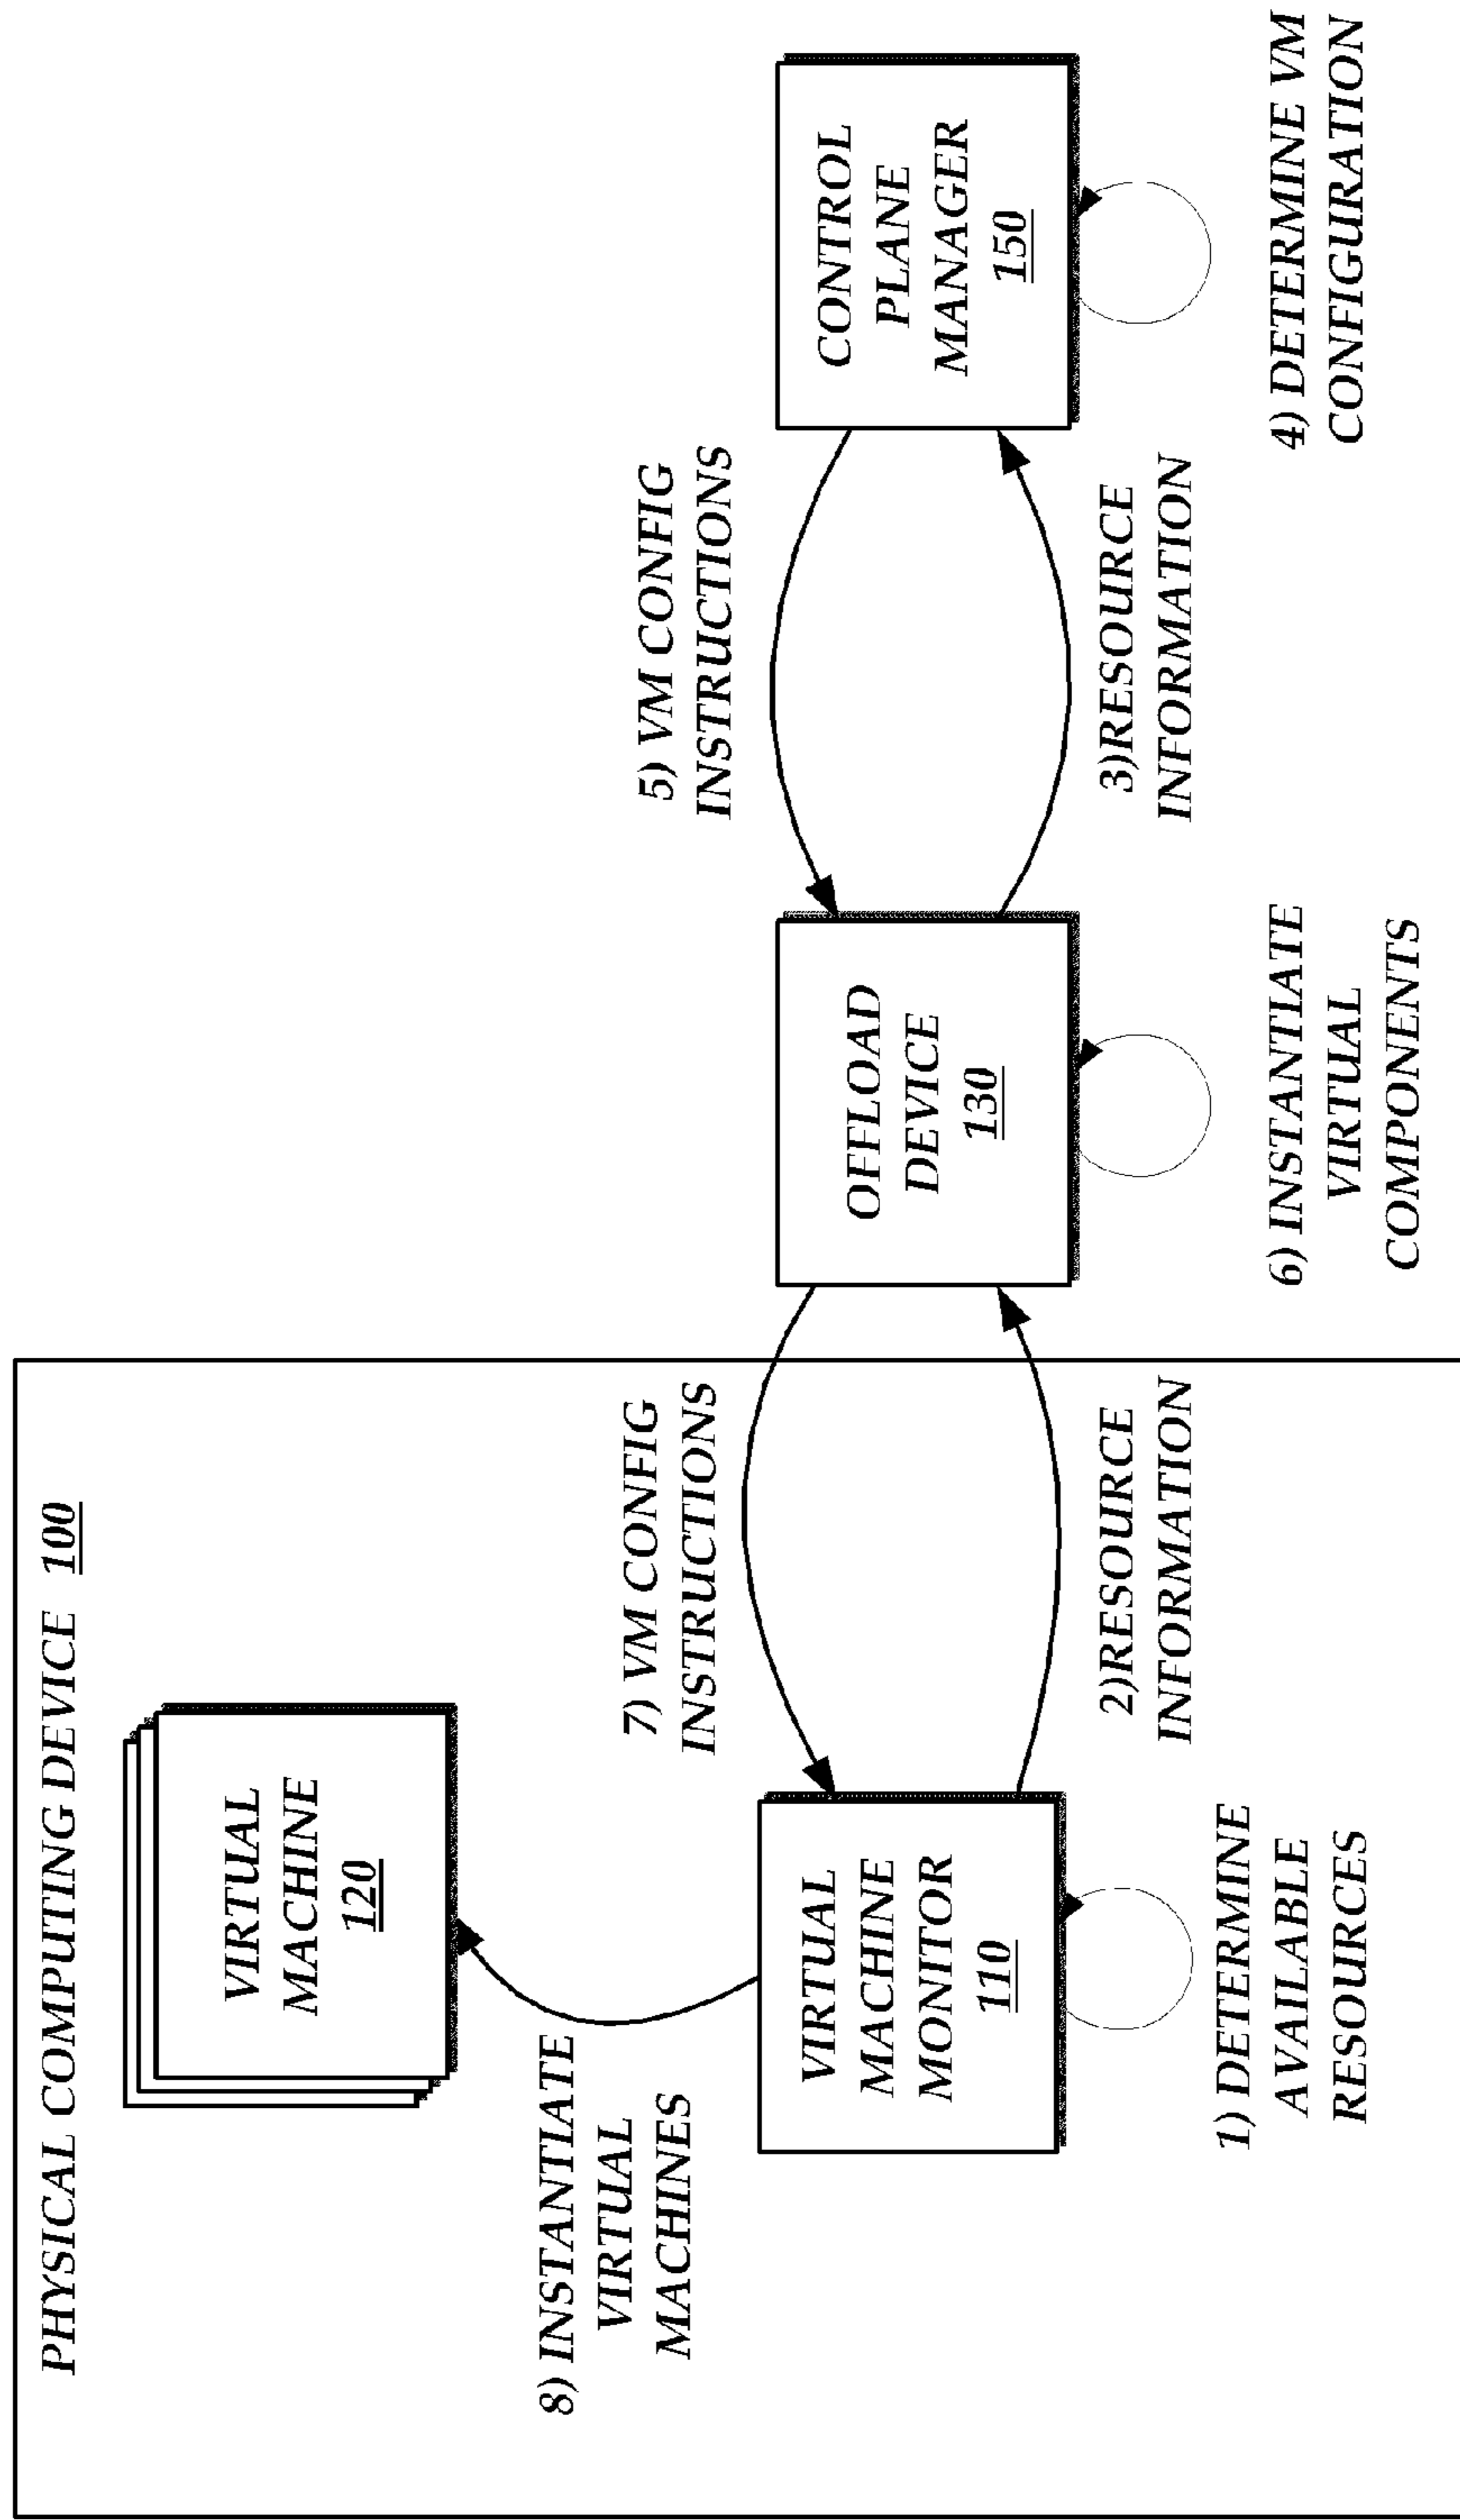 PHYSICAL COMPUTING DEVICE 100
VIRTUAL
MACHINE
120
8) INSTANTIATE
VIRTUAL
MACHINES
VIRTUAL
MACHINE
MONITOR
110
1) DETERMINE
AVAILABLE
RESOURCES
7) VM CONFIG
INSTRUCTIONS
2)RESOURCE
INFORMATION
OFFLOAD
DEVICE
130
6) INSTANTIATE
VIRTUAL
COMPONENTS
5) VM CONFIG
INSTRUCTIONS
3)RESOURCE
INFORMATION
CONTROL
PLANE
MANAGER
150
4) DETERMINE VM
CONFIGURATION